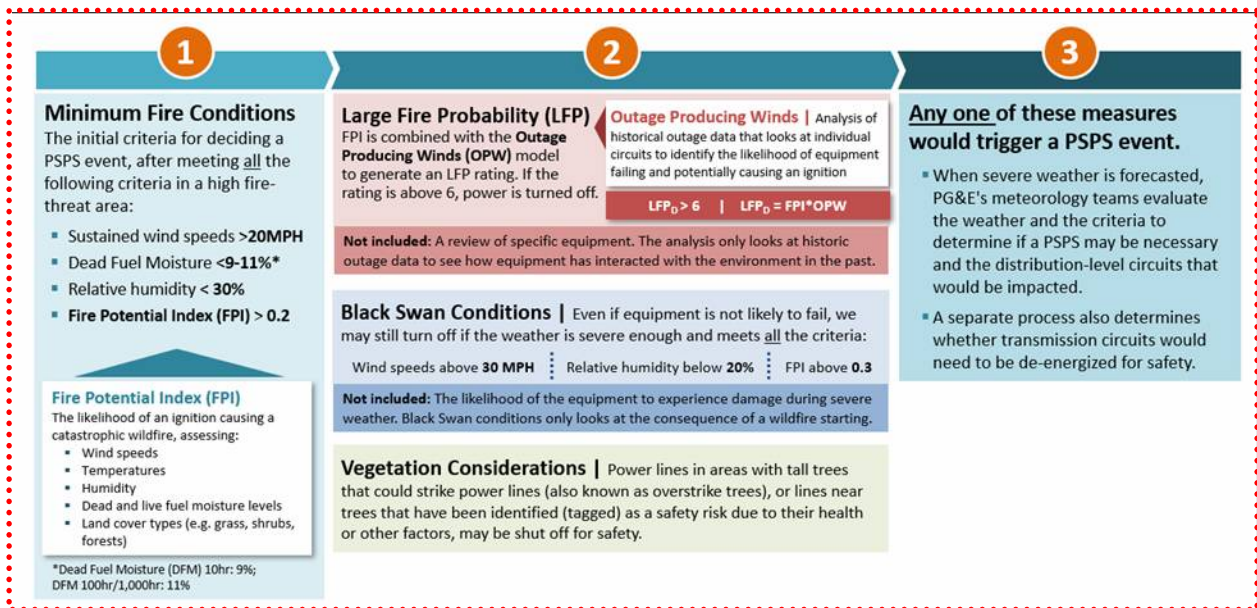 1
2
3
Minimum Fire Conditions
The initial criteria for deciding a
PSPS event, after meeting all the
following criteria in a high fire-
threat area:
▪ Sustained wind speeds >20MPH
▪ Dead Fuel Moisture <9-11%*
▪ Relative humidity < 30%
▪ Fire Potential Index (FPI) > 0.2
Fire Potential Index (FPI)
The likelihood of an ignition causing a
catastrophic wildfire, assessing:
▪ Wind speeds
▪ Temperatures
▪ Humidity
▪ Dead and live fuel moisture levels
▪ Land cover types (e.g. grass, shrubs,
forests)
*Dead Fuel Moisture (DFM) 10hr: 9%;
DFM 100hr/1,000hr: 11%
Large Fire Probability (LFP)
FPI is combined with the Outage
Producing Winds (OPW) model
to generate an LFP rating. If the
rating is above 6, power is turned off.
Outage Producing Winds | Analysis of
historical outage data that looks at individual
circuits to identify the likelihood of equipment
failing and potentially causing an ignition
LFPD > 6 | LFPD = FPI*OPW
Not included: A review of specific equipment. The analysis only looks at historic
outage data to see how equipment has interacted with the environment in the past.
Black Swan Conditions | Even if equipment is not likely to fail, we
may still turn off if the weather is severe enough and meets all the criteria:
Wind speeds above 30 MPH Relative humidity below 20% FPI above 0.3
Not included: The likelihood of the equipment to experience damage during severe
weather. Black Swan conditions only looks at the consequence of a wildfire starting.
Vegetation Considerations | Power lines in areas with tall trees
that could strike power lines (also known as overstrike trees), or lines near
trees that have been identified (tagged) as a safety risk due to their health
or other factors, may be shut off for safety.
Any one of these measures
would trigger a PSPS event.
▪ When severe weather is forecasted,
PG&E's meteorology teams evaluate
the weather and the criteria to
determine if a PSPS may be necessary
and the distribution-level circuits that
would be impacted.
▪ A separate process also determines
whether transmission circuits would
need to be de-energized for safety.